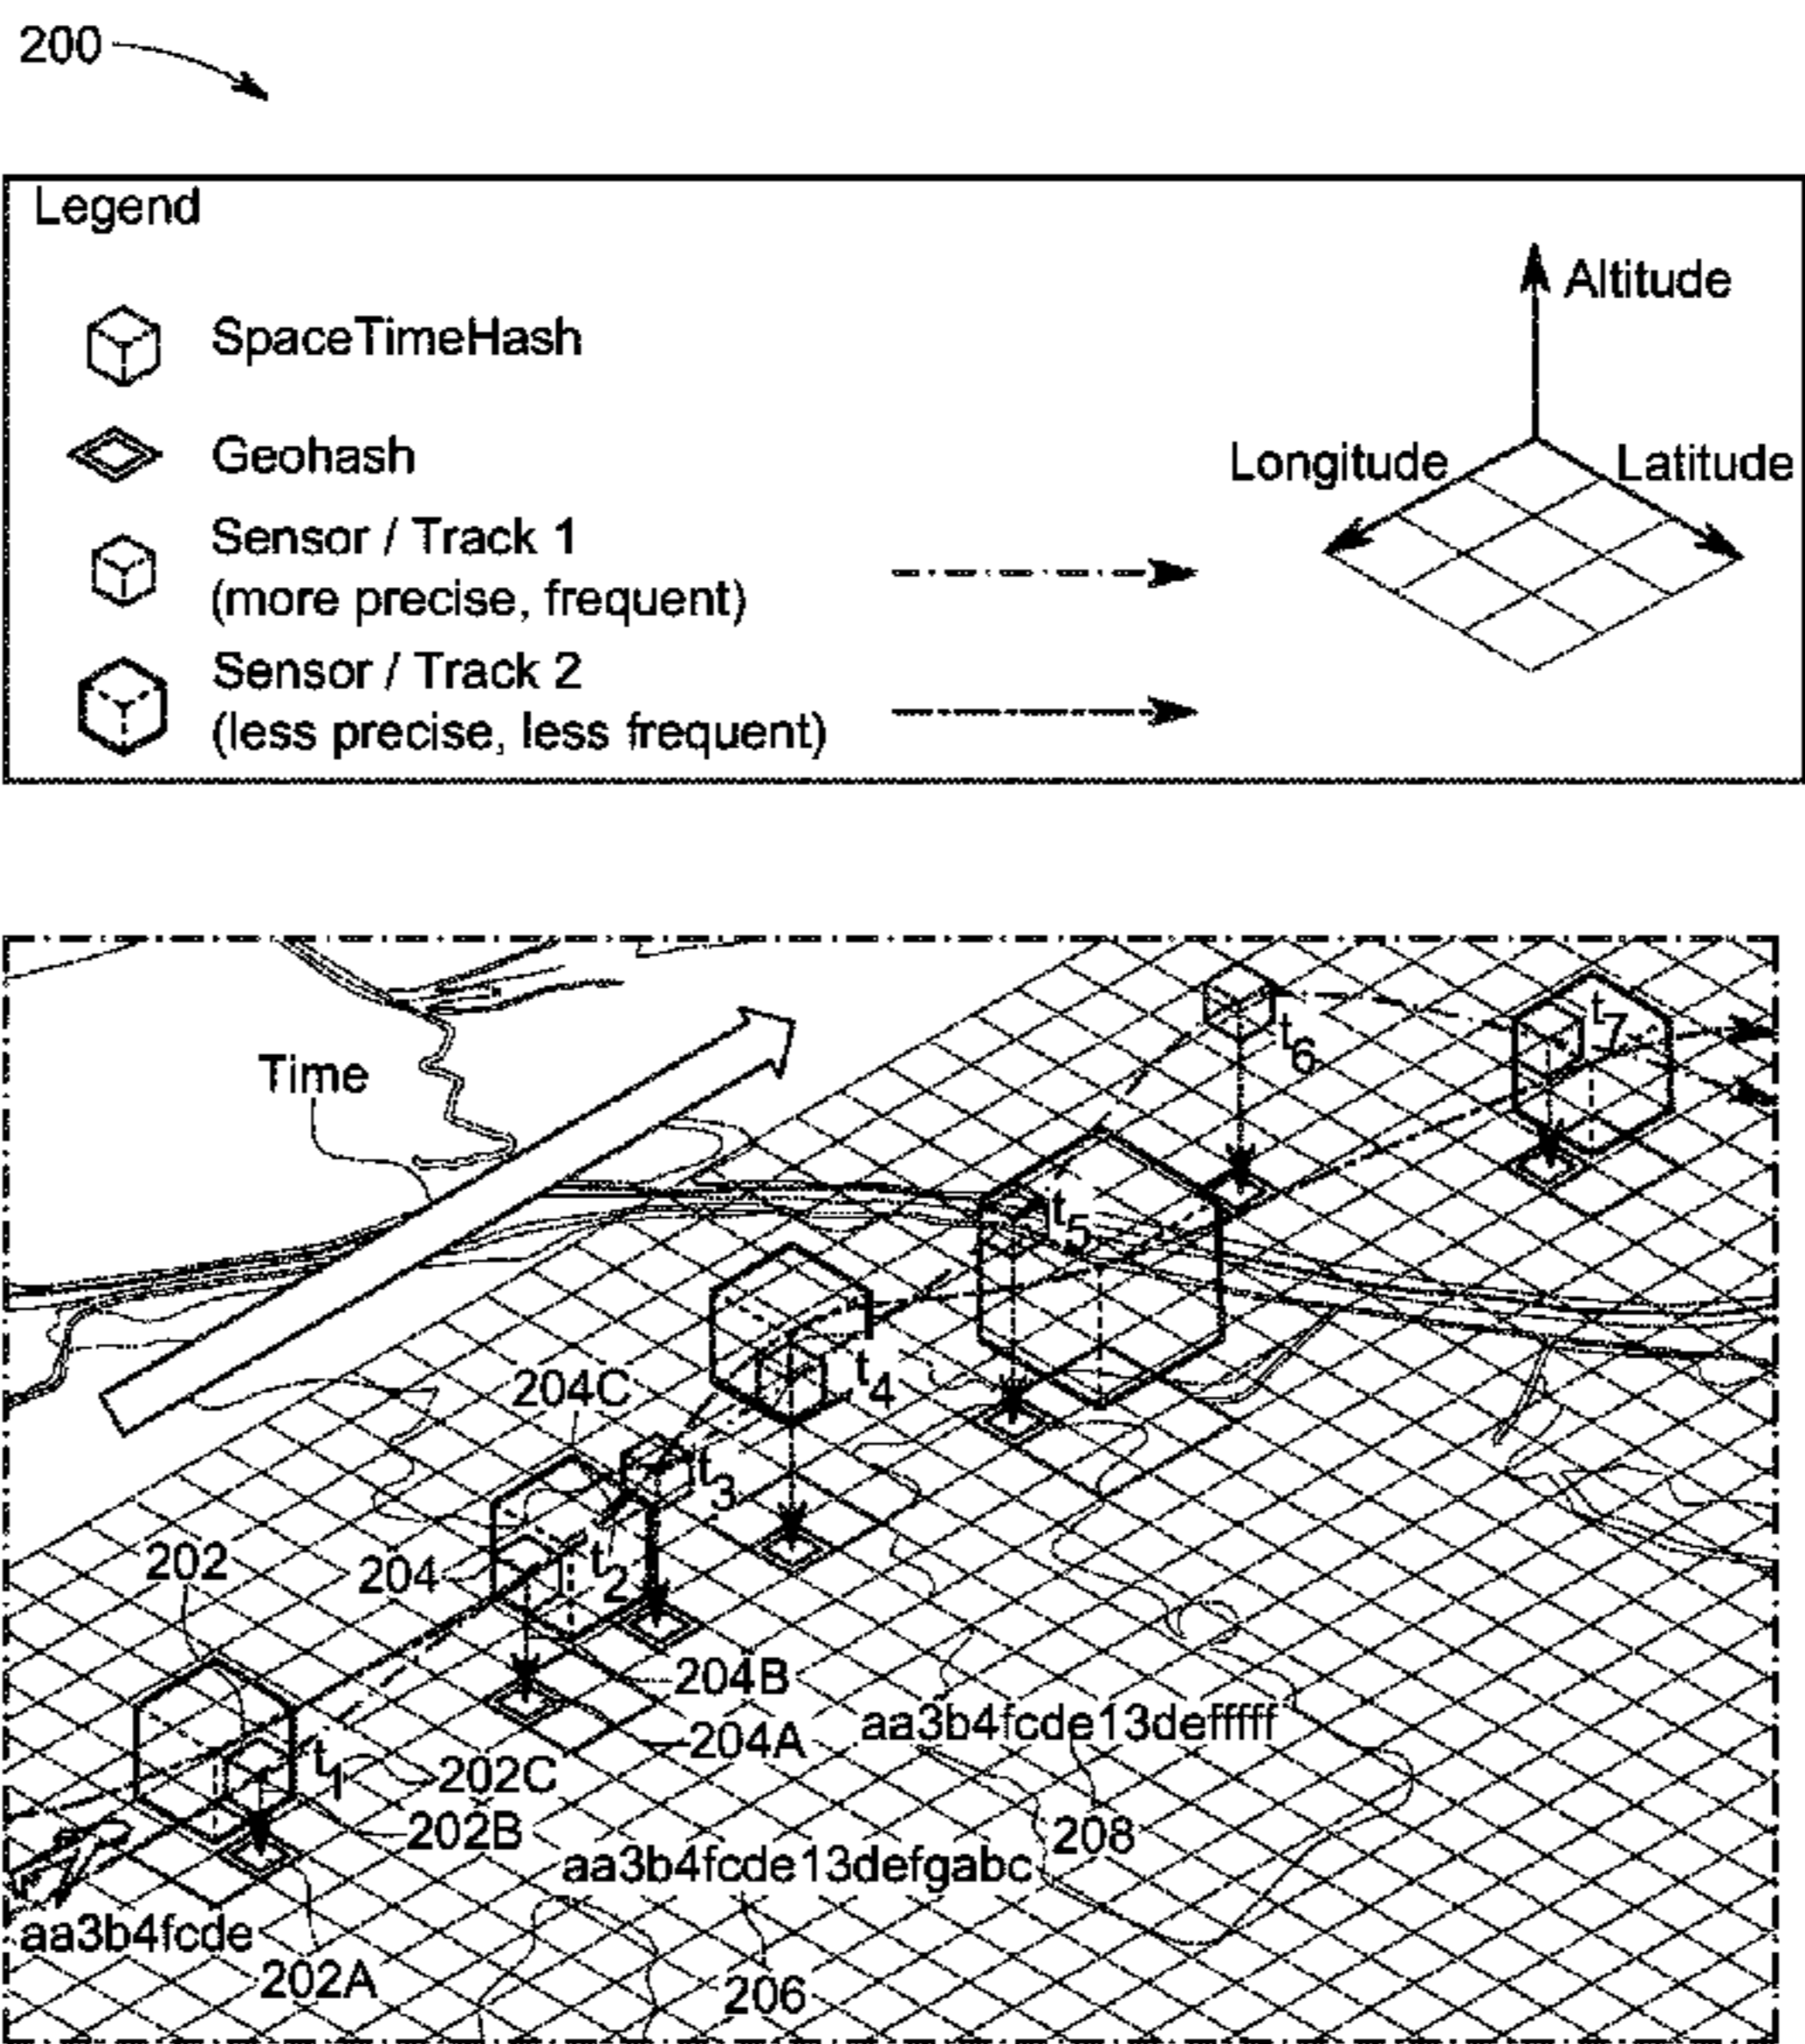 200
Legend
SpaceTimeHash
Geohash
Sensor / Track 1
(more precise, frequent)
Sensor / Track 2
(less precise, less frequent)
Altitude
Longitude
Latitude
Time
t6
t7
t5
t4
204C
t3
202
204
t2
204B
204A
aa3b4fcde13defffff
t1
202C
202B
208
aa3b4fcde13defgabc
aa3b4fcde
202A
206